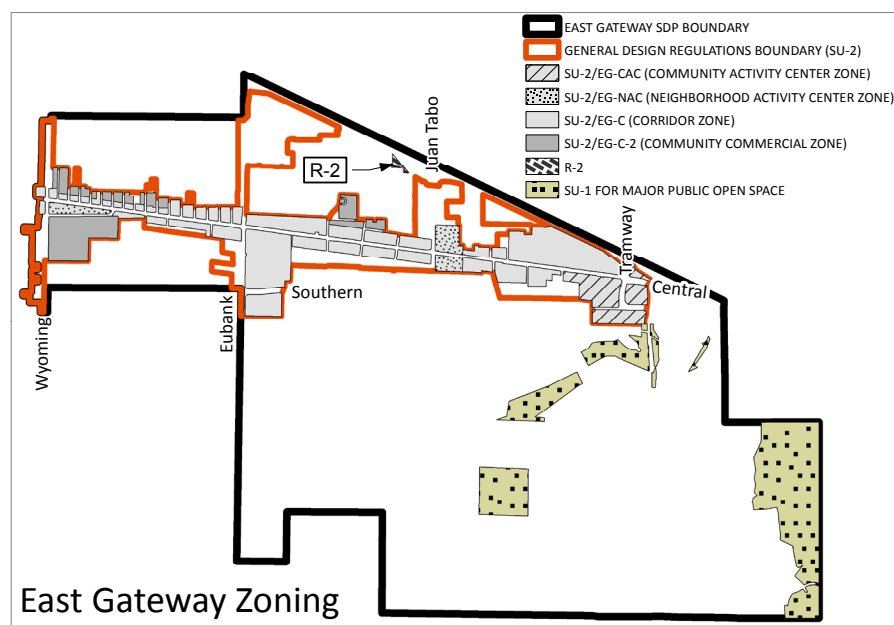 EAST GATEWAY SDP BOUNDARY
GENERAL DESIGN REGULATIONS BOUNDARY (SU-2)
SU-2/EG-CAC (COMMUNITY ACTIVITY CENTER ZONE)
SU-2/EG-NAC (NEIGHBORHOOD ACTIVITY CENTER ZONE)
SU-2/EG-C (CORRIDOR ZONE)
SU-2/EG-C-2 (COMMUNITY COMMERCIAL ZONE)
R-2
SU-1 FOR MAJOR PUBLIC OPEN SPACE
Juan Tabo
R-2
Tramway
Central
Southern
Eubank
Wyoming
East Gateway Zoning